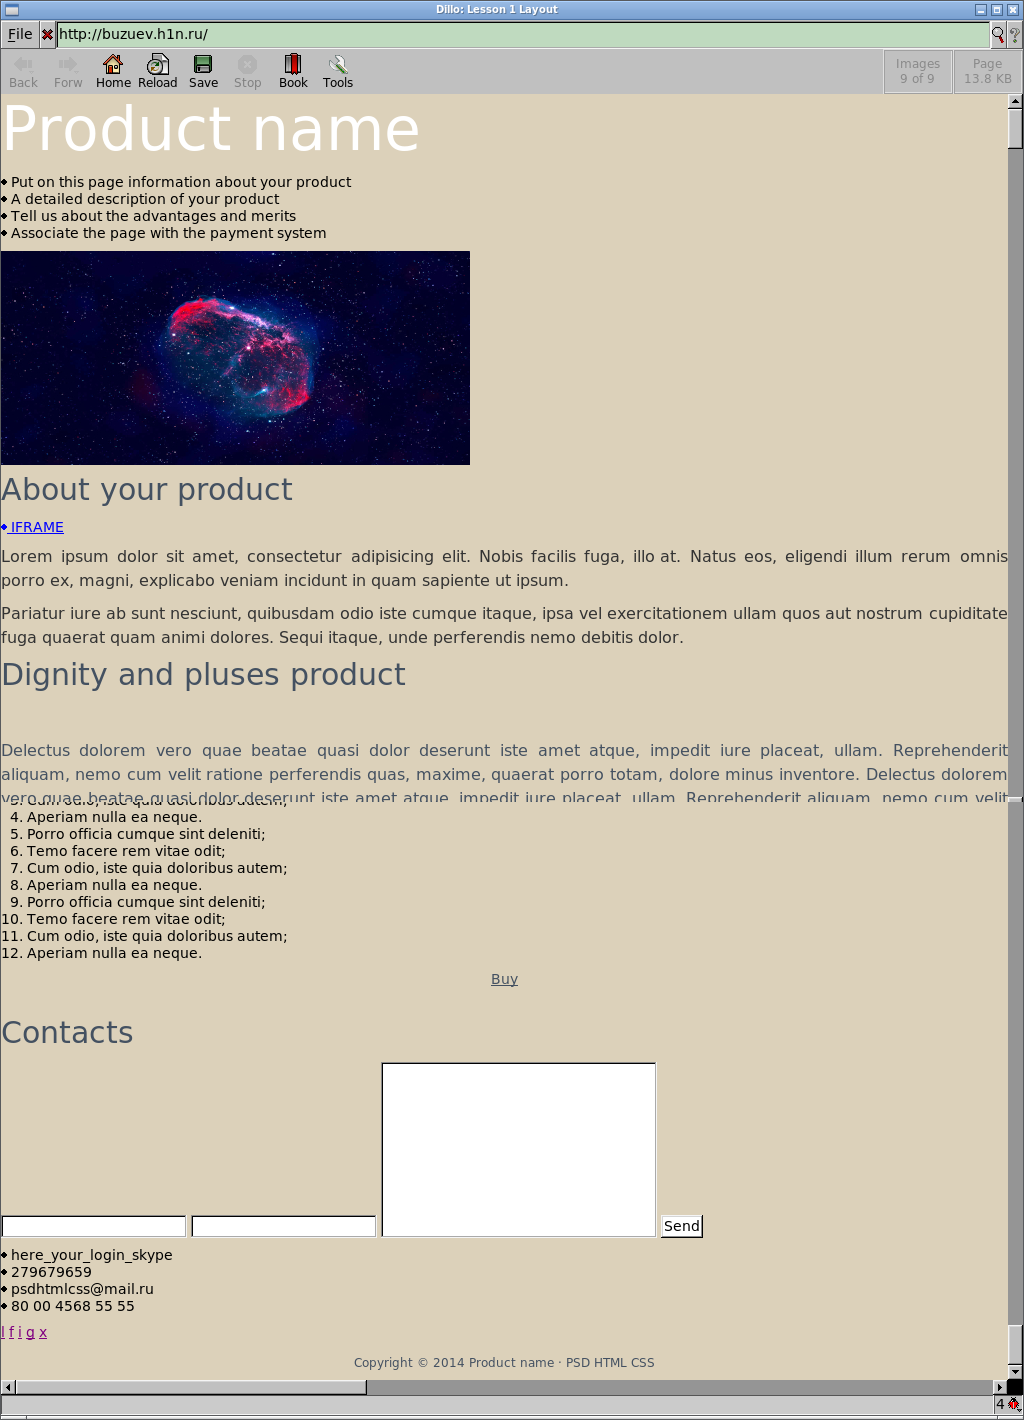 Dillo: Lesson 1 Layout
File http://buzuev.h1n.ru/ ?
Back Forw Home Reload Save Stop Book Tools Images 9 of 9 Page 13.8 KB
Product name
Put on this page information about your product
A detailed description of your product
Tell us about the advantages and merits
Associate the page with the payment system
About your product
IFRAME
Lorem ipsum dolor sit amet, consectetur adipisicing elit. Nobis facilis fuga, illo at. Natus eos, eligendi illum rerum omnis
porro ex, magni, explicabo veniam incidunt in quam sapiente ut ipsum.
Pariatur iure ab sunt nesciunt, quibusdam odio iste cumque itaque, ipsa vel exercitationem ullam quos aut nostrum cupiditate
fuga quaerat quam animi dolores. Sequi itaque, unde perferendis nemo debitis dolor.
Dignity and pluses product
Delectus dolorem vero quae beatae quasi dolor deserunt iste amet atque, impedit iure placeat, ullam. Reprehenderit
aliquam, nemo cum velit ratione perferendis quas, maxime, quaerat porro totam, dolore minus inventore. Delectus dolorem
vero quae beatae quasi dolor deserunt iste amet atque, impedit iure placeat, ullam. Reprehenderit aliquam, nemo cum velit
4. Aperiam nulla ea neque.
5. Porro officia cumque sint deleniti;
6. Temo facere rem vitae odit;
7. Cum odio, iste quia doloribus autem;
8. Aperiam nulla ea neque.
9. Porro officia cumque sint deleniti;
10. Temo facere rem vitae odit;
11. Cum odio, iste quia doloribus autem;
12. Aperiam nulla ea neque.
Buy
Contacts
Send
here_your_login_skype
279679659
psdhtmlcss@mail.ru
80 00 4568 55 55
l f i g x
Copyright © 2014 Product name · PSD HTML CSS
4